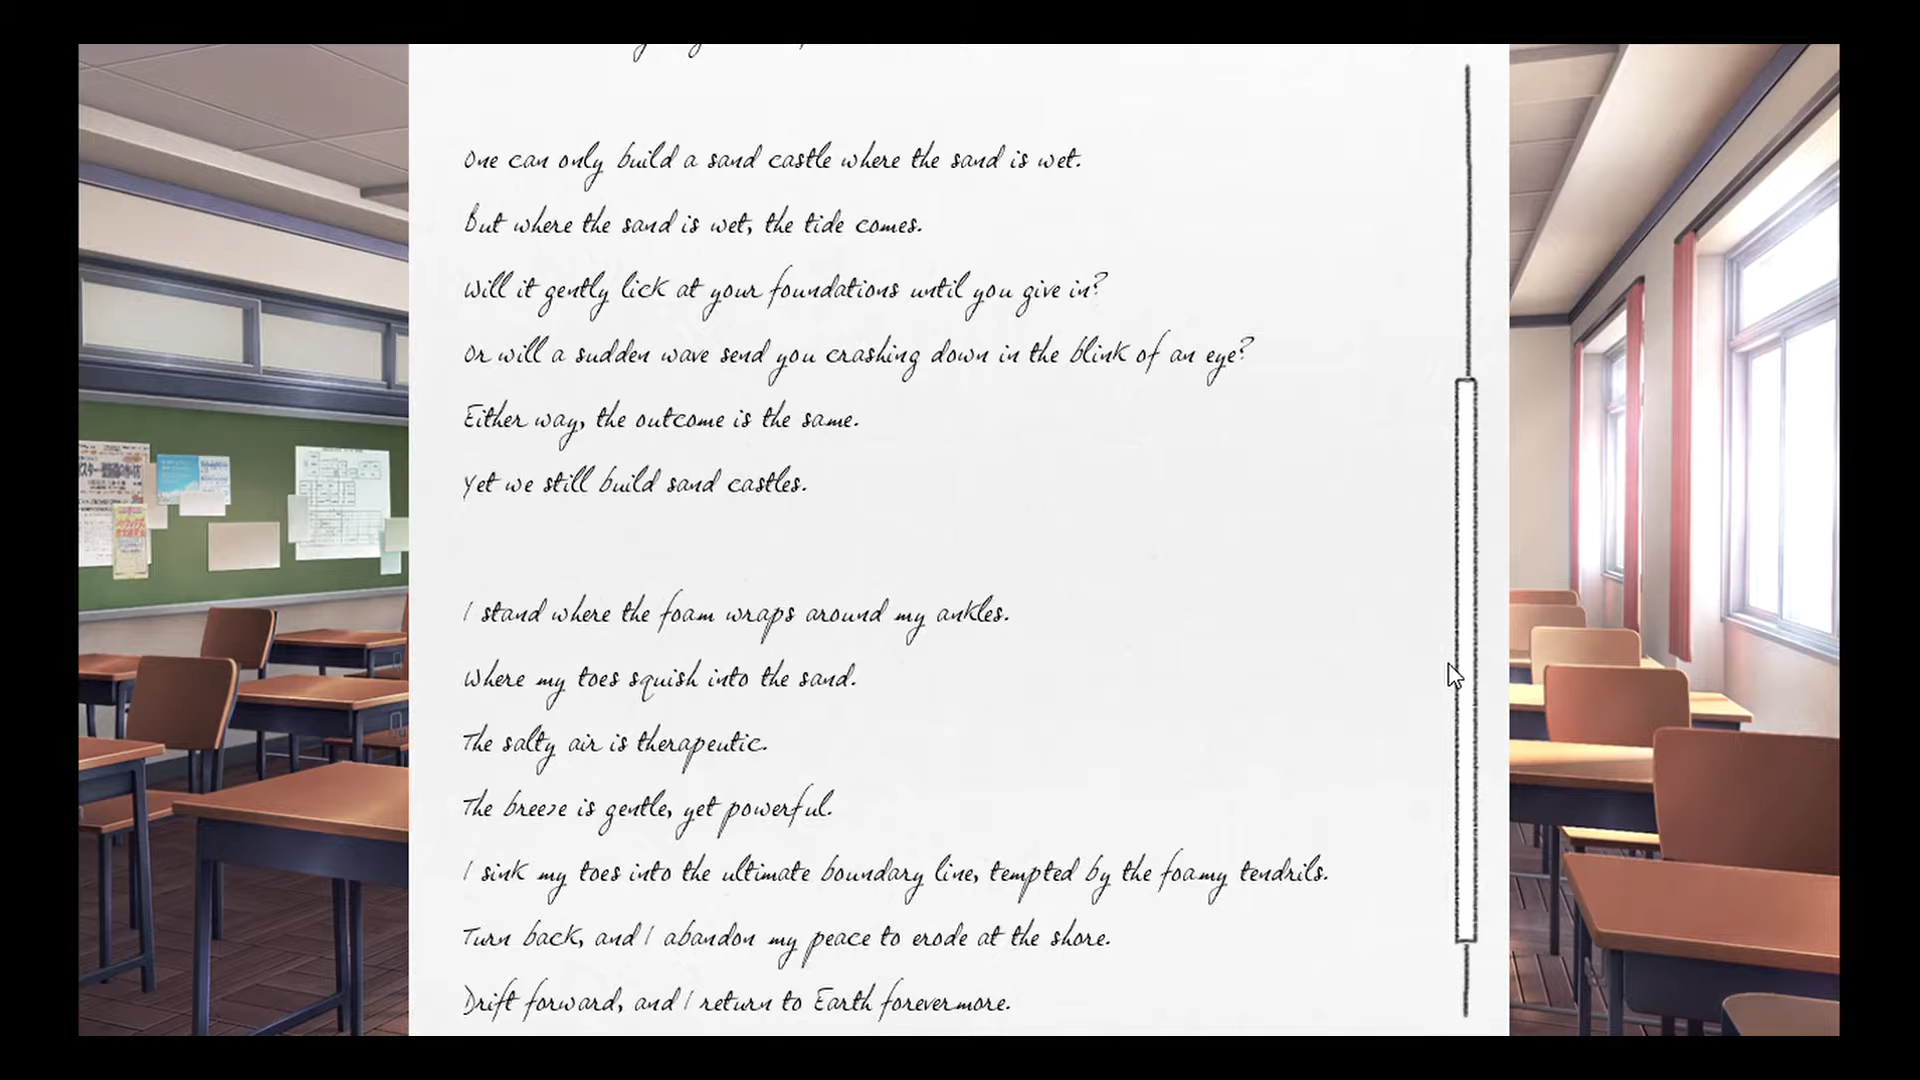 One can only build a sand castle where the sand is wet.
But where the sand is wet, the tide comes.
Will it gently lick at your foundations until you give in?
Or will a sudden wave send you crashing down in the blink of an eye?
Either way, the outcome is the same.
Yet we still build sand castles.
I stand where the foam wraps around my ankles.
Where my toes squish into the sand.
The salty air is therapeutic.
The breeze is gentle, yet powerful.
I sink my toes into the ultimate boundary line, tempted by the foamy tendrils.
Turn back, and I abandon my peace to erode at the shore.
Drift forward, and I return to Earth forevermore.